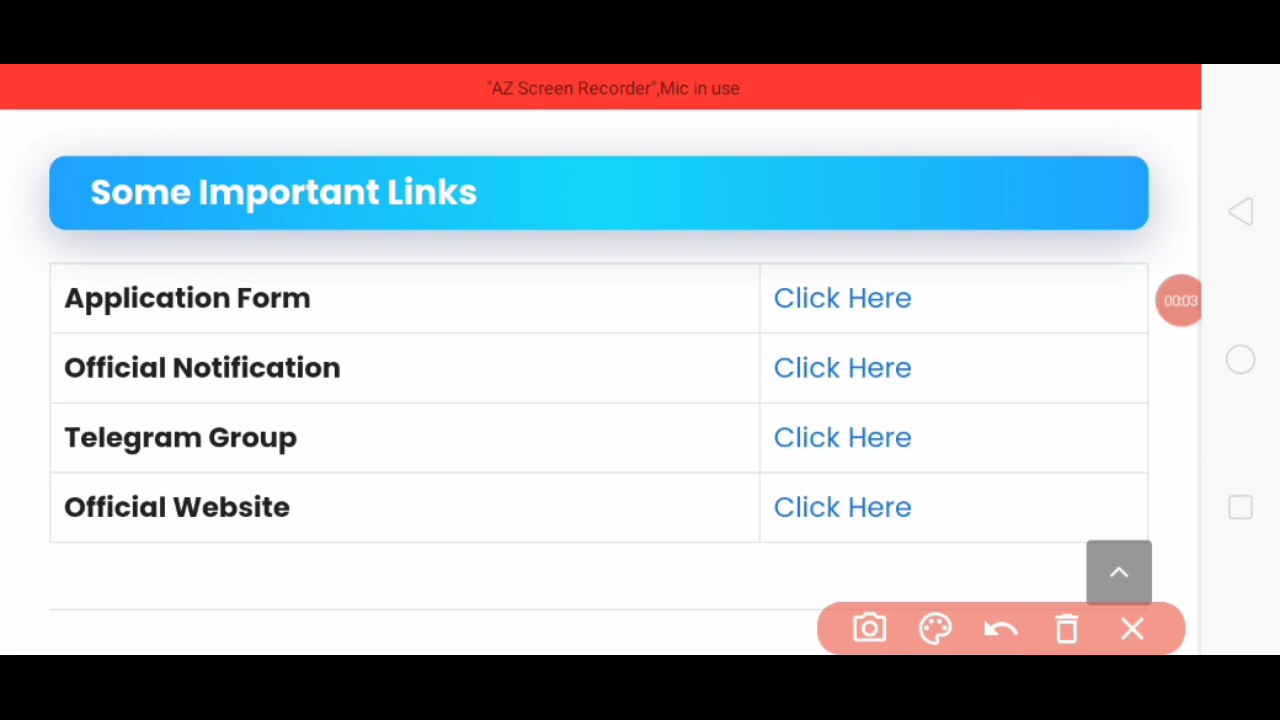 "AZ Screen Recorder",Mic in use
Some Important Links
Application Form Click Here
00:03
Official Notification Click Here
Telegram Group Click Here
Official Website Click Here